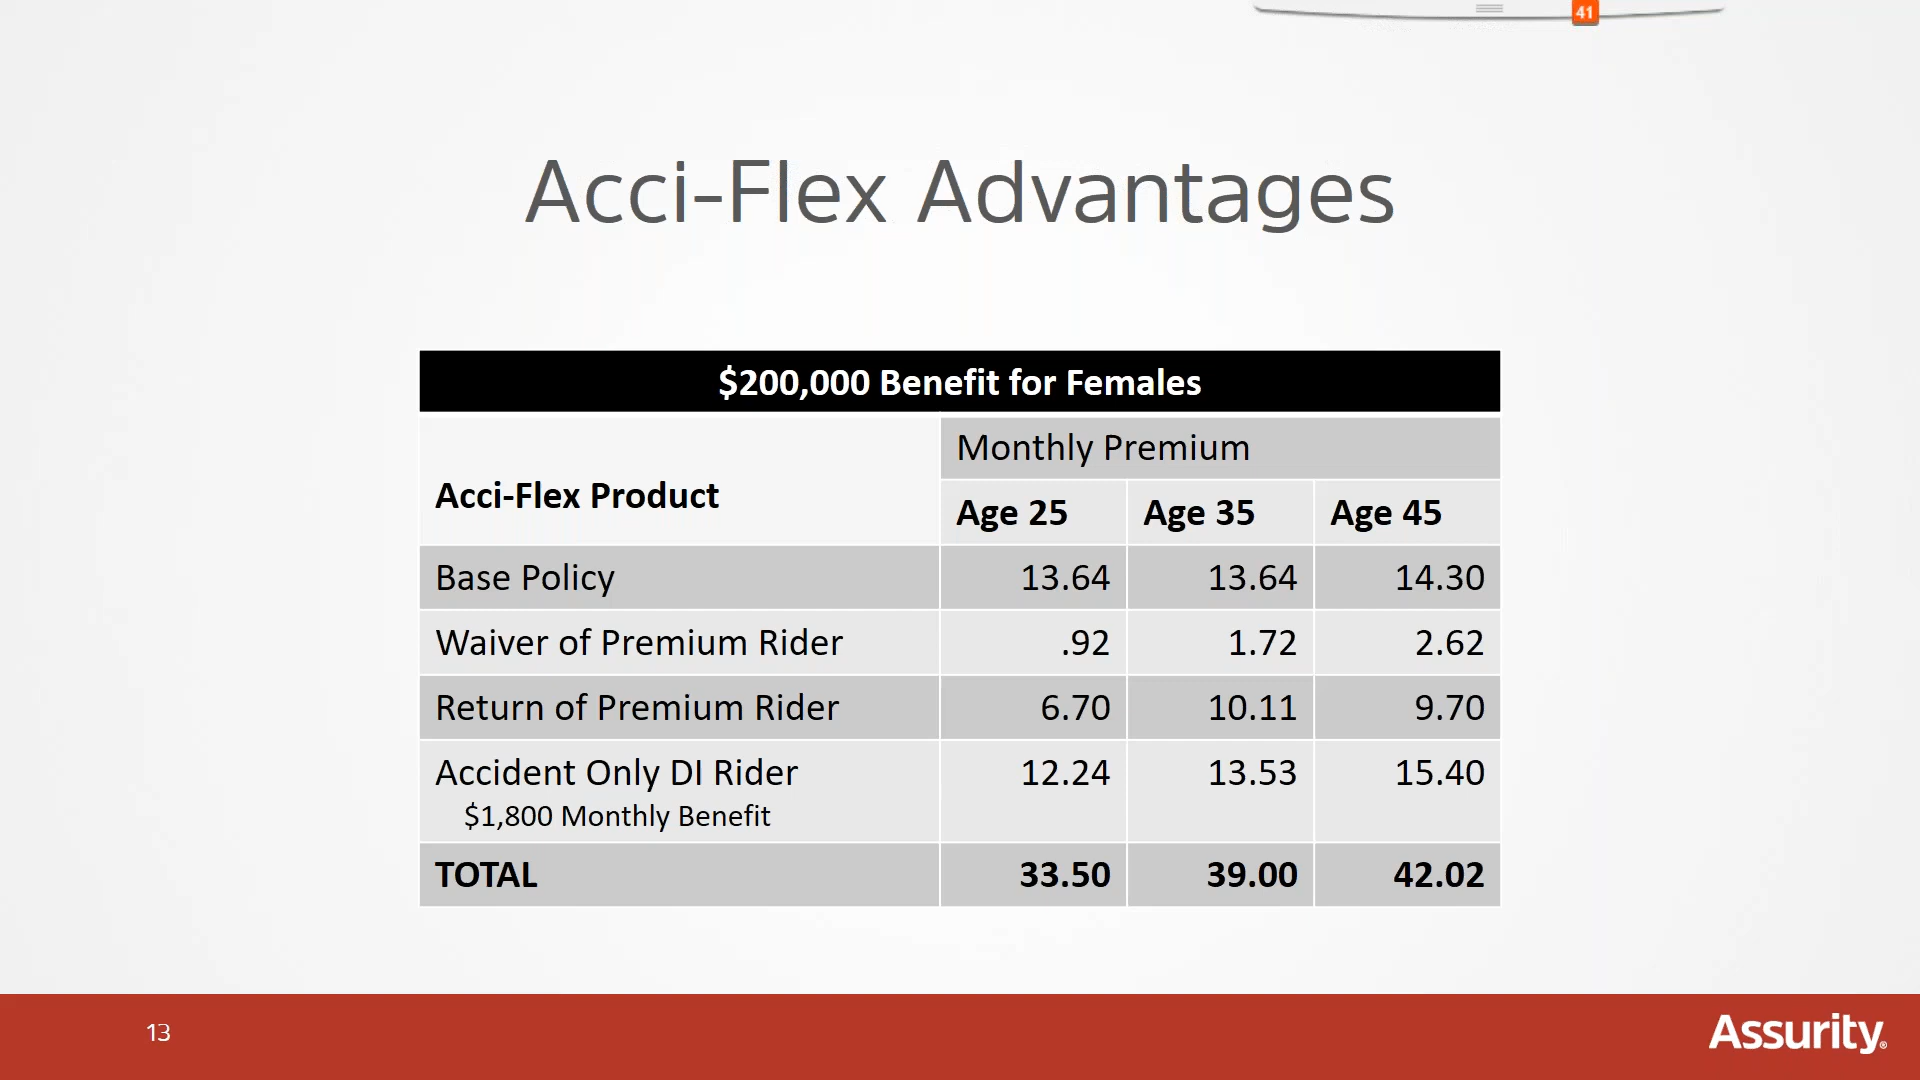 41
Acci-Flex Advantages
$200,000 Benefit for Females
Acci-Flex Product
Monthly Premium
Age 25 Age 35 Age 45
Base Policy 13.64 13.64 14.30
Waiver of Premium Rider .92 1.72 2.62
Return of Premium Rider 6.70 10.11 9.70
Accident Only DI Rider 12.24 13.53 15.40
$1,800 Monthly Benefit
TOTAL 33.50 39.00 42.02
13
Assurity®